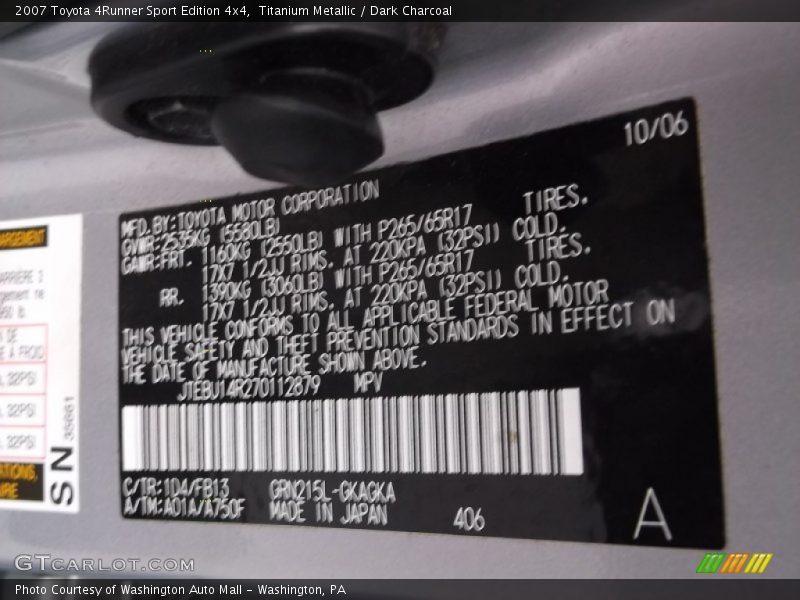 2007 Toyota 4Runner Sport Edition 4x4, Titanium Metallic / Dark Charcoal
10/06
MFD. BY: TOYOTA MOTOR CORPORATION
GVWR: 2535KG (5580LB)
GAWR: FRT. 1160KG (2550LB) WITH P265/65R17 TIRES.
17X7 1/2JJ RIMS. AT 220KPA (32PSI) COLD.
RR. 1390KG (3060LB) WITH P265/65R17 TIRES.
17X7 1/2JJ RIMS. AT 220KPA (32PSI) COLD.
THIS VEHICLE CONFORMS TO ALL APPLICABLE FEDERAL MOTOR
VEHICLE SAFETY AND THEFT PREVENTION STANDARDS IN EFFECT ON
THE DATE OF MANUFACTURE SHOWN ABOVE.
JTEBU14R270112879 MPV
C/TR: 1D4/FB13 GRN215L-GKAGKA
A/TM: A01A/A750F MADE IN JAPAN 406
A
ARRIÈRE
32PSI
32PSI
32PSI
SN
GTCARLOT.COM
Photo Courtesy of Washington Auto Mall - Washington, PA